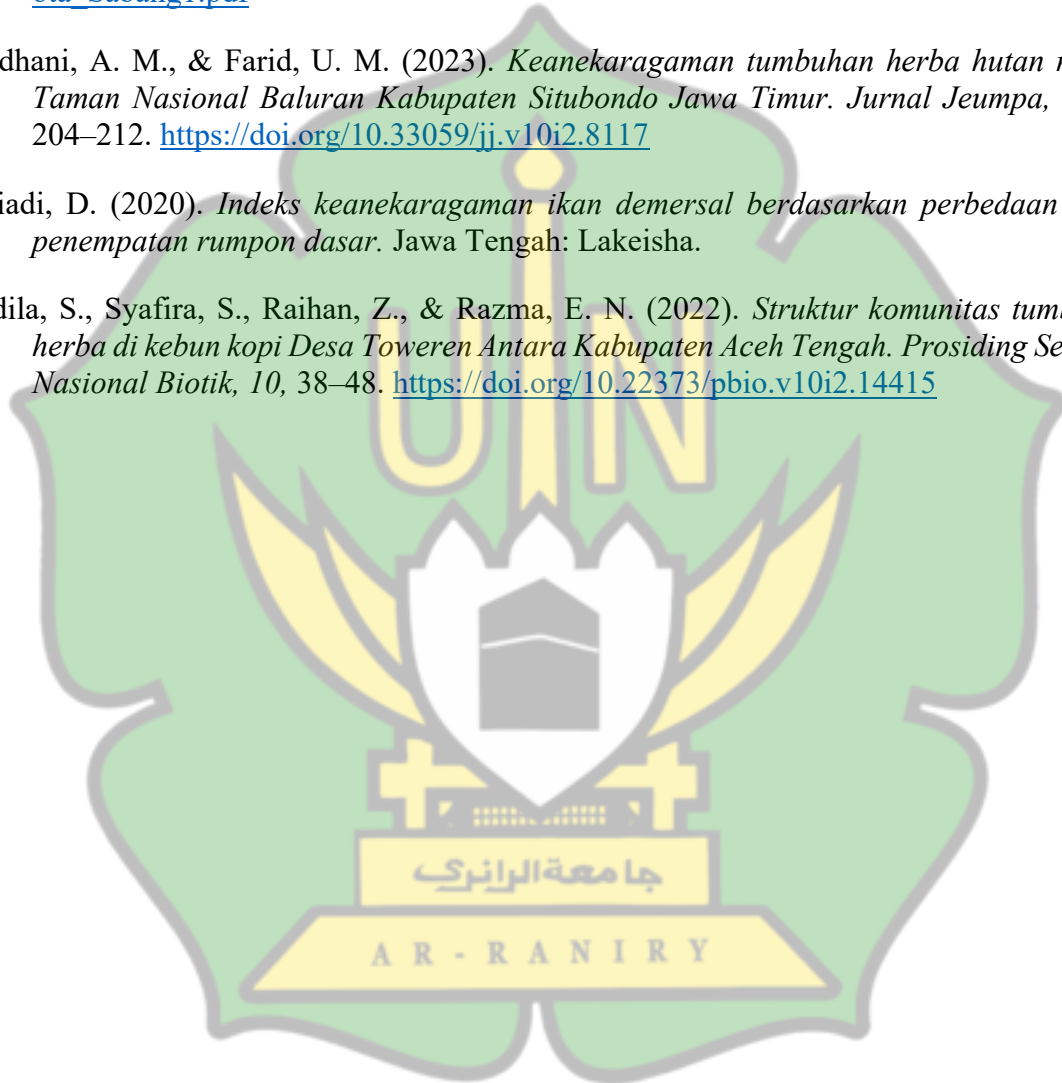 ota_Sabang1.pdf
dhani, A. M., & Farid, U. M. (2023). Keanekaragaman tumbuhan herba hutan
Taman Nasional Baluran Kabupaten Situbondo Jawa Timur. Jurnal Jeumpa,
204–212. https://doi.org/10.33059/jj.v10i2.8117
iadi, D. (2020). Indeks keanekaragaman ikan demersal berdasarkan perbedaan
penempatan rumpon dasar. Jawa Tengah: Lakeisha.
dila, S., Syafira, S., Raihan, Z., & Razma, E. N. (2022). Struktur komunitas tum
herba di kebun kopi Desa Toweren Antara Kabupaten Aceh Tengah. Prosiding Se
Nasional Biotik, 10, 38–48. https://doi.org/10.22373/pbio.v10i2.14415
UIN
جامعة الرانري
AR-RANIRY